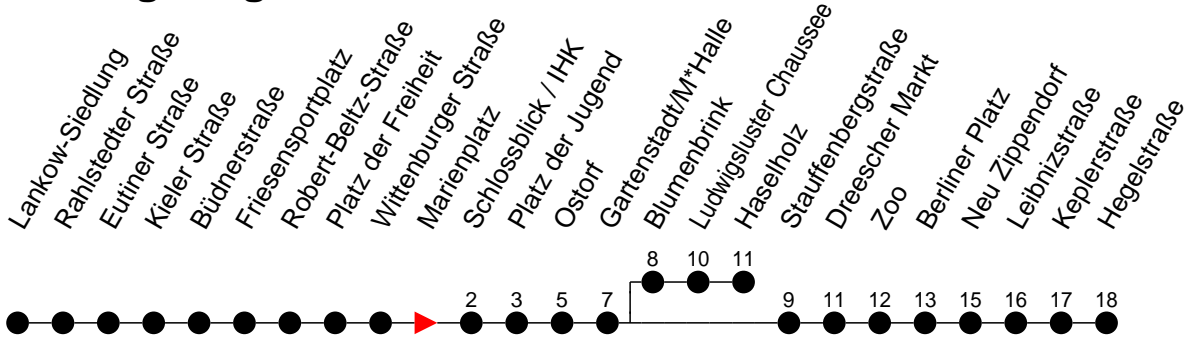 Lankow-Siedlung
Rahlstedter Straße
Eutiner Straße
Kieler Straße
Büdnerstraße
Friesensportplatz
Robert-Beltz-Straße
Platz der Freiheit
Wittenburger Straße
Marienplatz
Schlossblick / IHK
Platz der Jugend
Ostorf
Gartenstadt/M*Halle
Blumenbrink
Ludwigsluster Chaussee
Haselholz
Stauffenbergstraße
Dreescher Markt
Zoo
Berliner Platz
Neu Zippendorf
Leibnizstraße
Keplerstraße
Hegelstraße
8 10 11
2 3 5 7 9 11 12 13 15 16 17 18